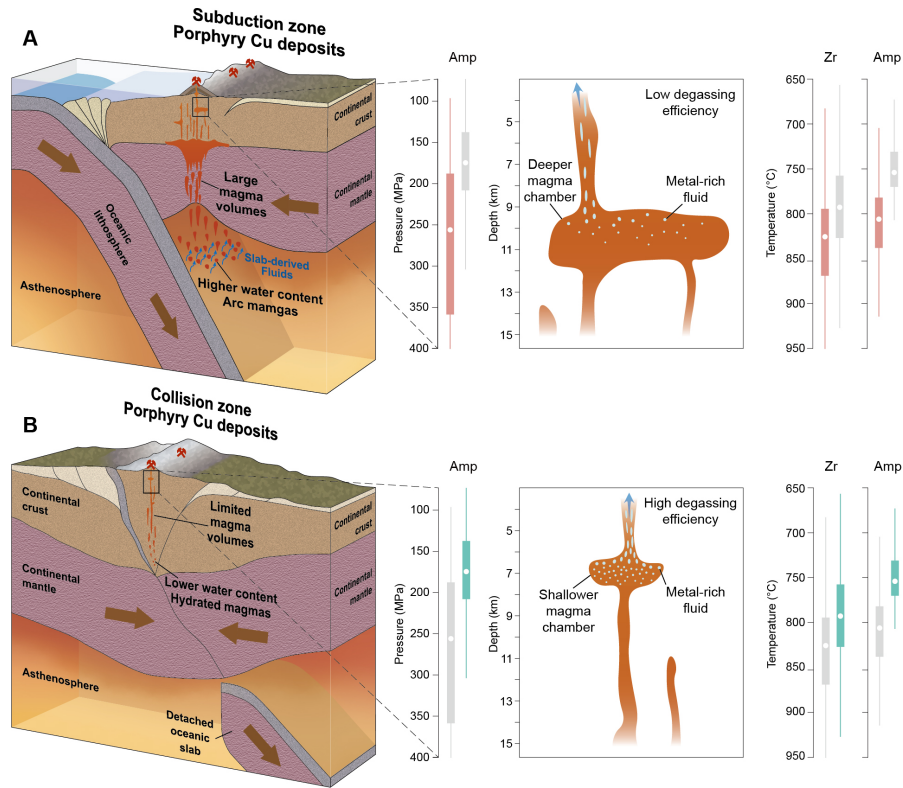 A
Subduction zone
Porphyry Cu deposits
Continental
crust
Continental
mantle
Large
magma
volumes
Oceanic
lithosphere
Slab-derived
Fluids
Higher water content
Arc mamgas
Asthenosphere
Amp
Pressure (MPa)
100
150
200
250
300
350
400
Depth (km)
5
7
9
11
13
15
Low degassing
efficiency
Deeper
magma
chamber
Metal-rich
fluid
Zr
Amp
Temperature (°C)
650
700
750
800
850
900
950
B
Collision zone
Porphyry Cu deposits
Continental
crust
Continental
crust
Limited
magma
volumes
Continental
mantle
Continental
mantle
Lower water content
Hydrated magmas
Asthenosphere
Detached
oceanic
slab
Amp
Pressure (MPa)
100
150
200
250
300
350
400
Depth (km)
5
7
9
11
13
15
High degassing
efficiency
Shallower
magma
chamber
Metal-rich
fluid
Zr
Amp
Temperature (°C)
650
700
750
800
850
900
950